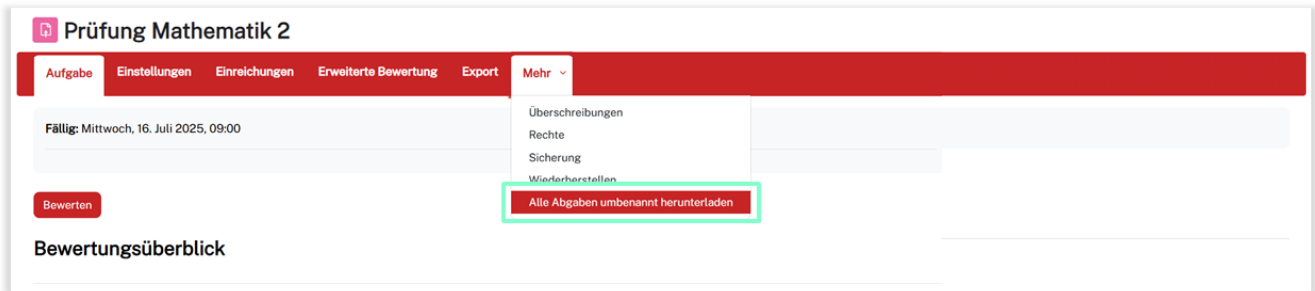 Prüfung Mathematik 2
Aufgabe Einstellungen Einreichungen Erweiterte Bewertung Export Mehr
Fällig: Mittwoch, 16. Juli 2025, 09:00
Überschreibungen
Rechte
Sicherung
Wiederherstellen
Alle Abgaben umbenannt herunterladen
Bewerten
Bewertungsüberblick